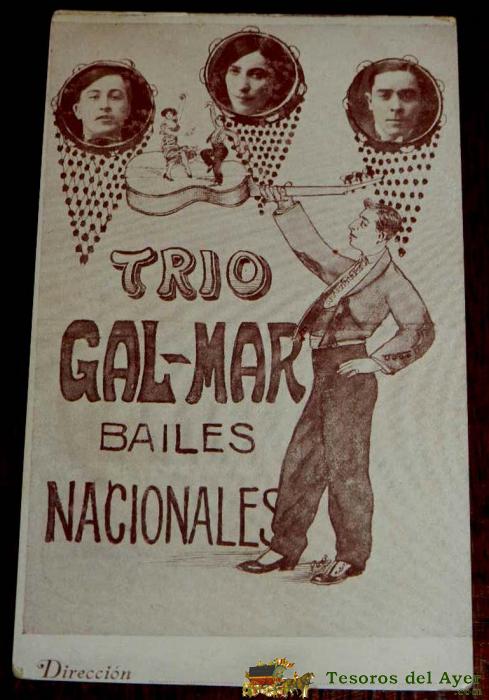 TRIO
GAL-MAR
BAILES
NACIONALES
Dirección
Tesoros del Ayer
.com